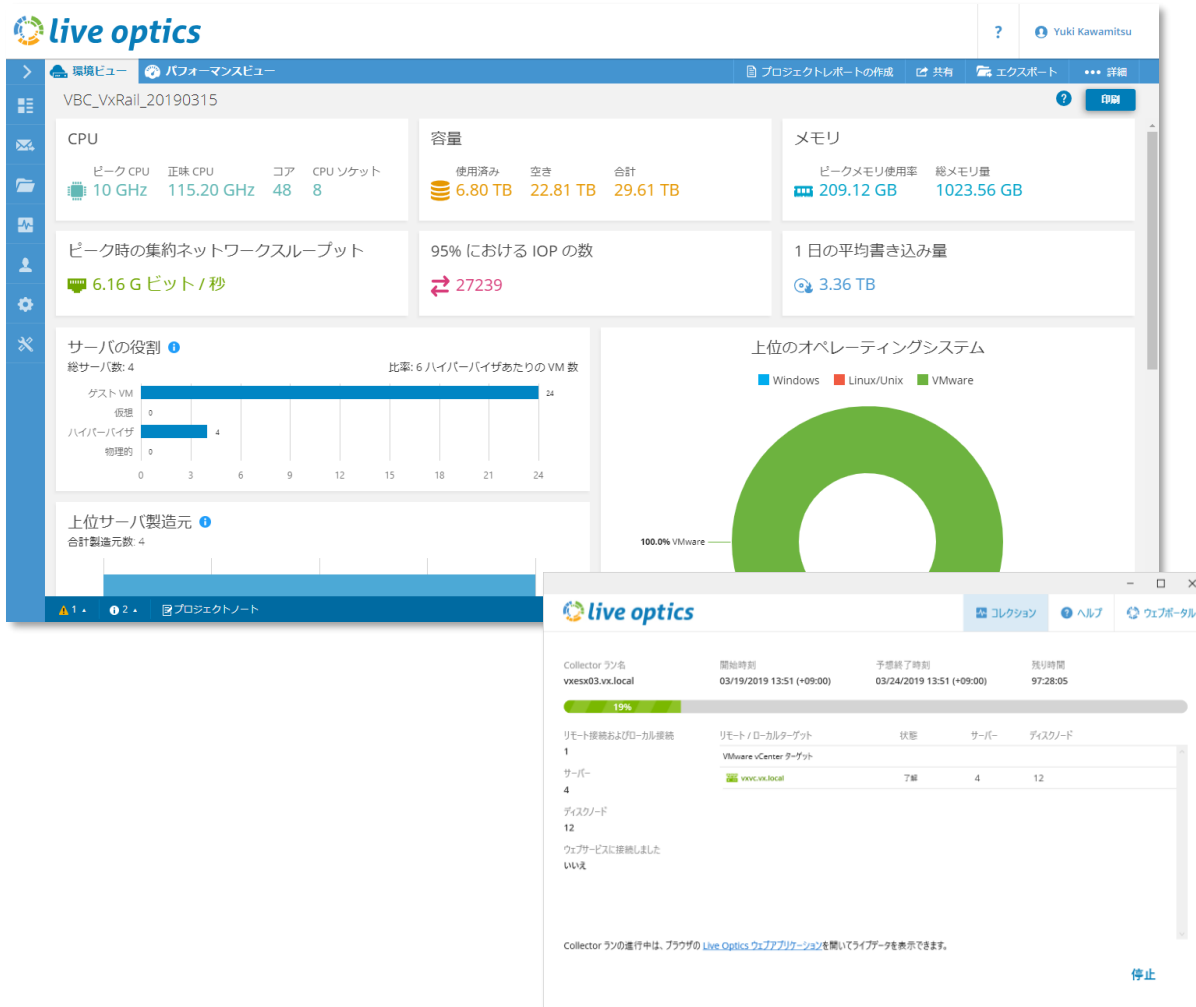 live optics
?
Yuki Kawamitsu
環境ビュー パフォーマンスビュー プロジェクトレポートの作成 共有 エクスポート ••• 詳細
VBC_VxRail_20190315 ? 印刷
CPU
ピーク CPU 正味 CPU コア CPU ソケット
10 GHz 115.20 GHz 48 8
容量
使用済み 空き 合計
6.80 TB 22.81 TB 29.61 TB
メモリ
ピークメモリ使用率 総メモリ量
209.12 GB 1023.56 GB
ピーク時の集約ネットワークスループット
6.16 G ビット / 秒
95% における IOP の数
27239
1 日の平均書き込み量
3.36 TB
サーバの役割
総サーバ数: 4 比率: 6 ハイパーバイザあたりの VM 数
ゲスト VM 24
仮想 0
ハイパーバイザ 4
物理的 0
0 3 6 9 12 15 18 21 24
上位のオペレーティングシステム
Windows Linux/Unix VMware
100.0% VMware
上位サーバ製造元
合計製造元数: 4
1 2 プロジェクトノート
live optics
コレクション ? ヘルプ ウェブポータル
Collector ラン名 開始時刻 予想終了時刻 残り時間
vxesx03.vx.local 03/19/2019 13:51 (+09:00) 03/24/2019 13:51 (+09:00) 97:28:05
19%
リモート接続およびローカル接続
1
サーバー
4
ディスクノード
12
ウェブサービスに接続しました
いいえ
リモート / ローカルターゲット 状態 サーバー ディスクノード
VMware vCenter ターゲット
vxvc.vx.local 了解 4 12
Collector ランの進行中は、ブラウザの Live Optics ウェブアプリケーションを開いてライブデータを表示できます。
停止